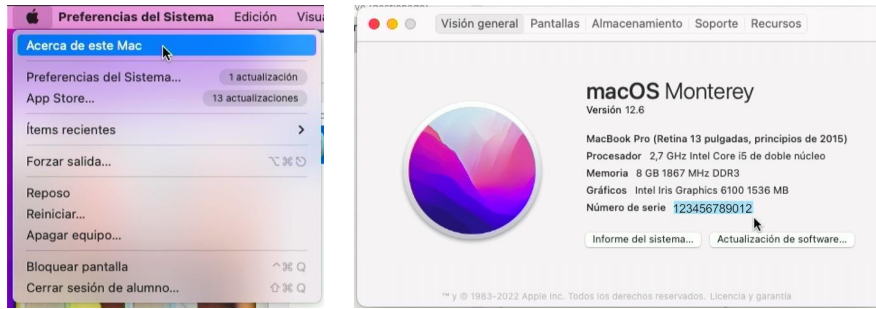 Preferencias del Sistema Edición Visua
Acerca de este Mac
Preferencias del Sistema... 1 actualización
App Store... 13 actualizaciones
Ítems recientes
Forzar salida...
Reposo
Reiniciar...
Apagar equipo...
Bloquear pantalla ^⌘Q
Cerrar sesión de alumno... ⇧⌘Q
Visión general Pantallas Almacenamiento Soporte Recursos
macOS Monterey
Versión 12.6
MacBook Pro (Retina 13 pulgadas, principios de 2015)
Procesador 2,7 GHz Intel Core i5 de doble núcleo
Memoria 8 GB 1867 MHz DDR3
Gráficos Intel Iris Graphics 6100 1536 MB
Número de serie 123456789012
Informe del sistema... Actualización de software...
™ y © 1983-2022 Apple Inc. Todos los derechos reservados. Licencia y garantía